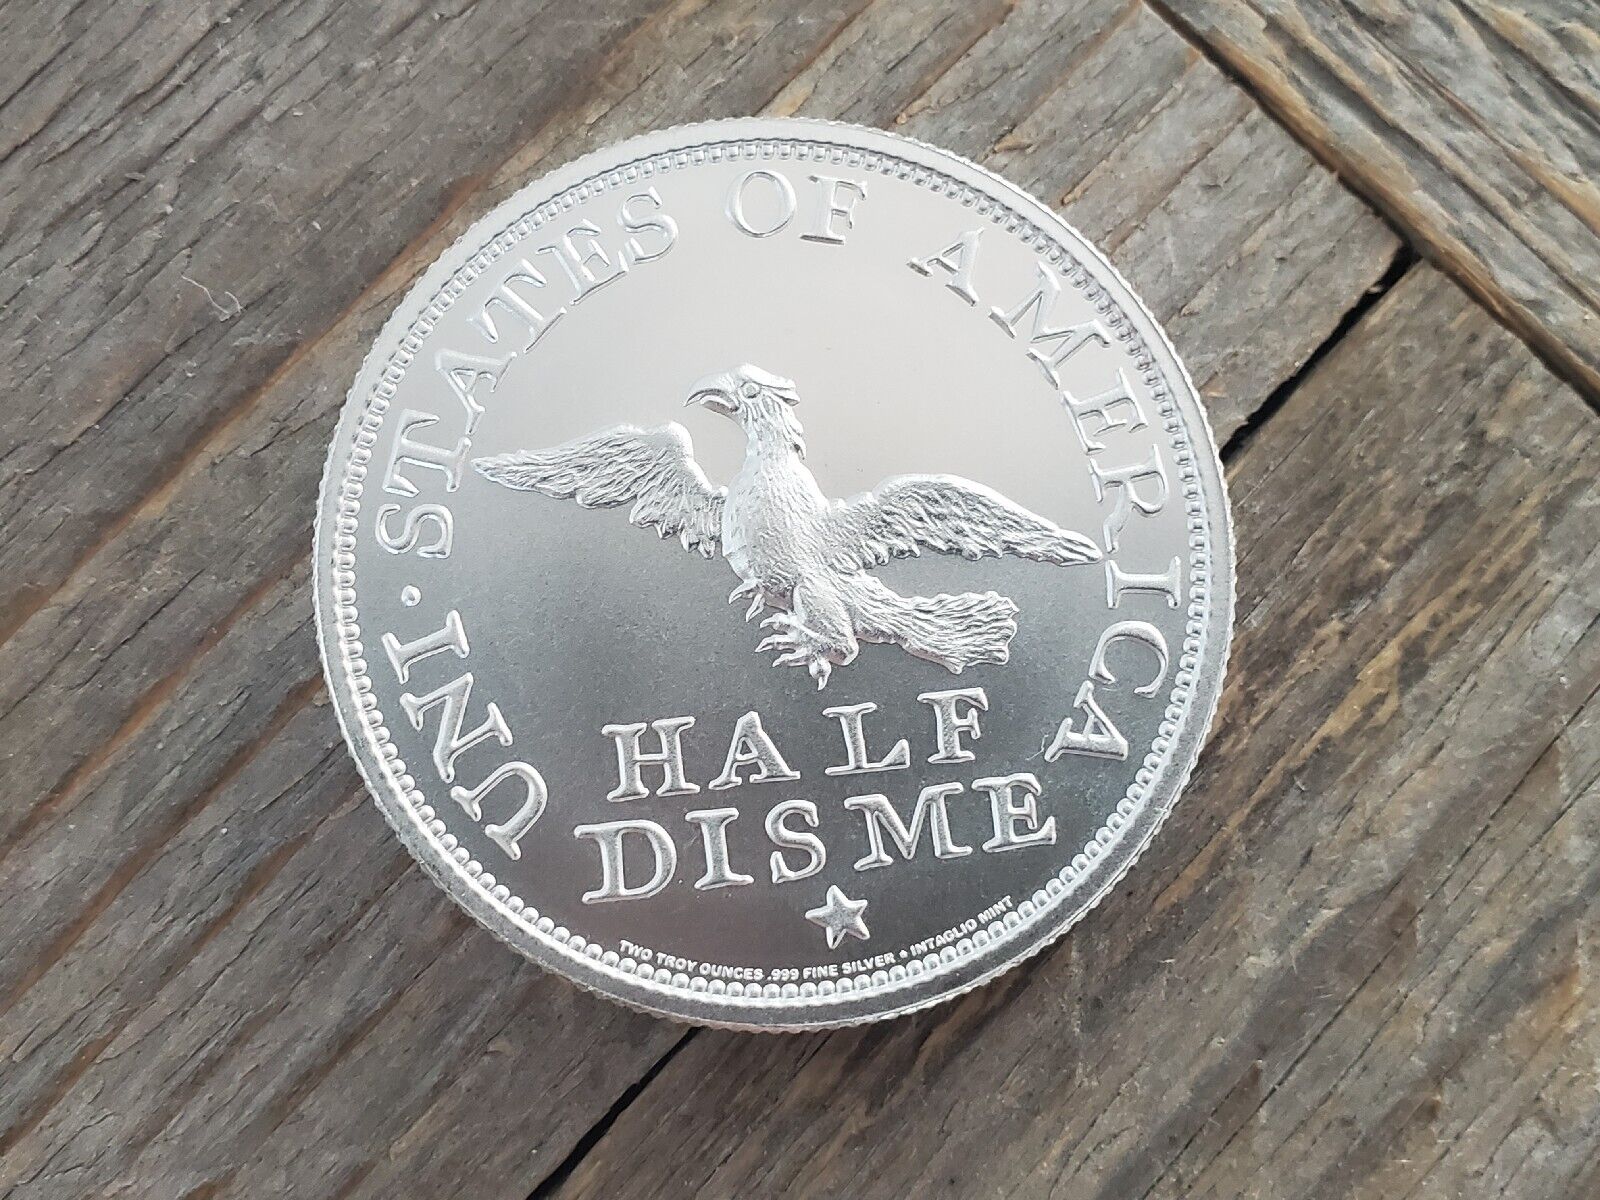 UNI · STATES OF AMERICA
HALF
DISME
TWO TROY OUNCES .999 FINE SILVER • INTAGLIO MINT